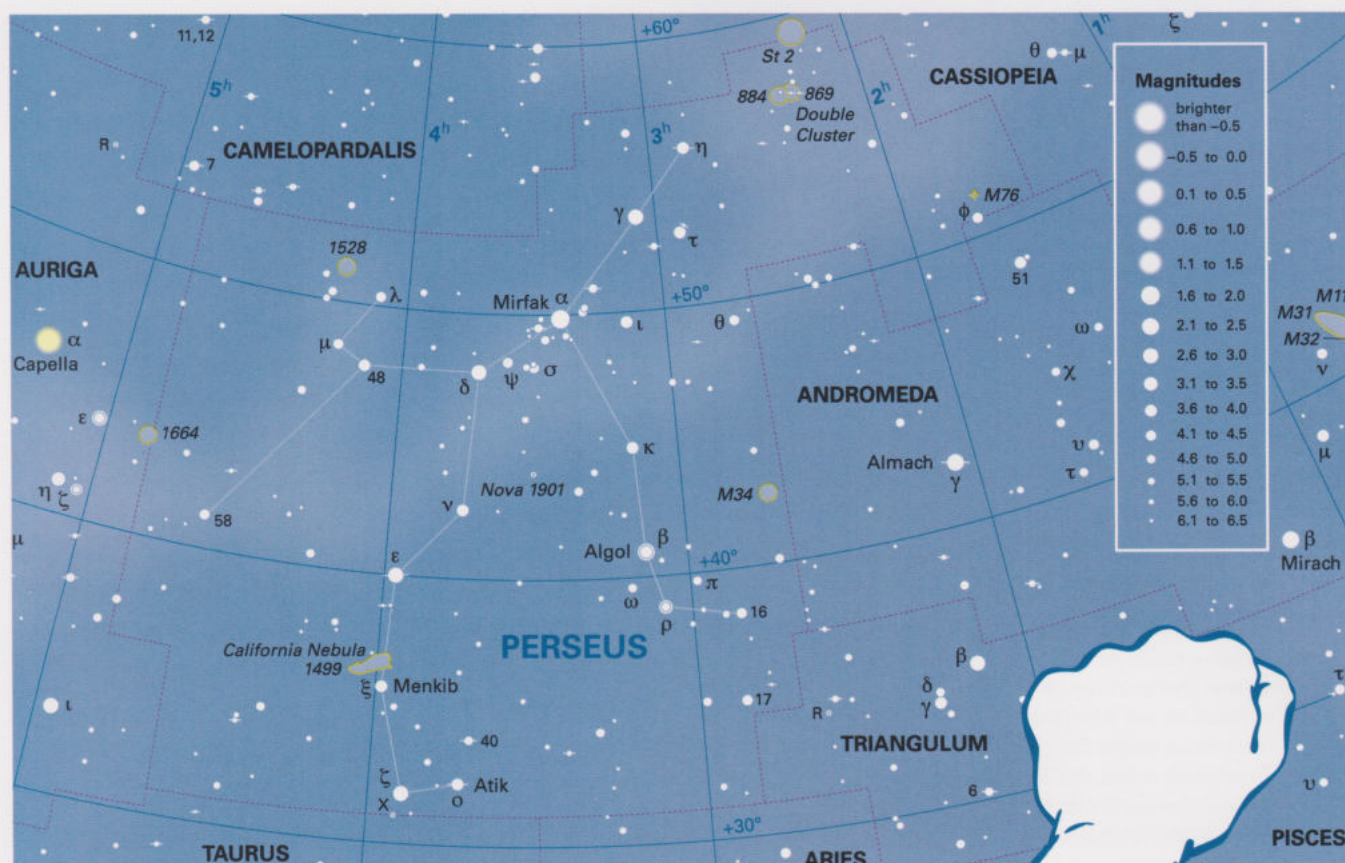 11,12
+60°
St 2
1ʰ
ζ
θ μ
CASSIOPEIA
5ʰ
4ʰ
3ʰ
2ʰ
884
869
Double
Cluster
R
7
CAMELOPARDALIS
η
M76
φ
γ
τ
51
AURIGA
1528
λ
Mirfak α
+50°
ι
θ
ω
M11
M31
M32
ν
α
Capella
μ
48
δ
ψ
σ
χ
ANDROMEDA
ε
1664
κ
υ
τ
μ
Almach
γ
η
ζ
58
ν
Nova 1901
M34
μ
Algol
β
+40°
β
Mirach
ε
π
ω
ρ
16
PERSEUS
California Nebula
1499
ξ
Menkib
β
δ
γ
R
17
τ
ι
40
TRIANGULUM
ζ
X
ο
Atik
6
υ
+30°
TAURUS
ARIES
PISCES
Magnitudes
brighter
than –0.5
–0.5 to 0.0
0.1 to 0.5
0.6 to 1.0
1.1 to 1.5
1.6 to 2.0
2.1 to 2.5
2.6 to 3.0
3.1 to 3.5
3.6 to 4.0
4.1 to 4.5
4.6 to 5.0
5.1 to 5.5
5.6 to 6.0
6.1 to 6.5